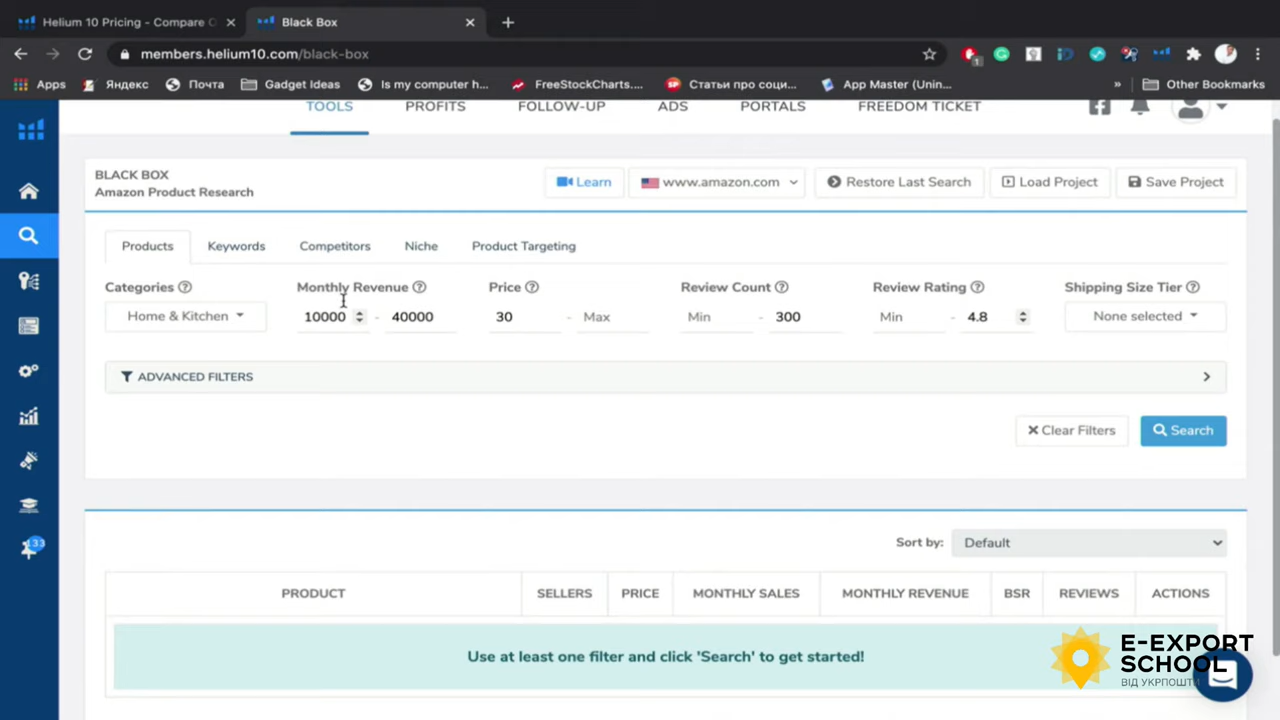 Helium 10 Pricing - Compare
Black Box
members.helium10.com/black-box
1
Apps Яндекс Почта Gadget Ideas Is my computer h... FreeStockCharts.... Статьи про соци... App Master (Unin... » Other Bookmarks
TOOLS PROFITS FOLLOW-UP ADS PORTALS FREEDOM TICKET
BLACK BOX
Amazon Product Research
Learn www.amazon.com Restore Last Search Load Project Save Project
Products Keywords Competitors Niche Product Targeting
Categories Monthly Revenue Price Review Count Review Rating Shipping Size Tier
Home & Kitchen 10000 - 40000 30 - Max Min - 300 Min - 4.8 None selected
ADVANCED FILTERS
Clear Filters Search
133
Sort by: Default
PRODUCT SELLERS PRICE MONTHLY SALES MONTHLY REVENUE BSR REVIEWS ACTIONS
Use at least one filter and click 'Search' to get started!
E-EXPORT
SCHOOL
ВІД УКРПОШТИ